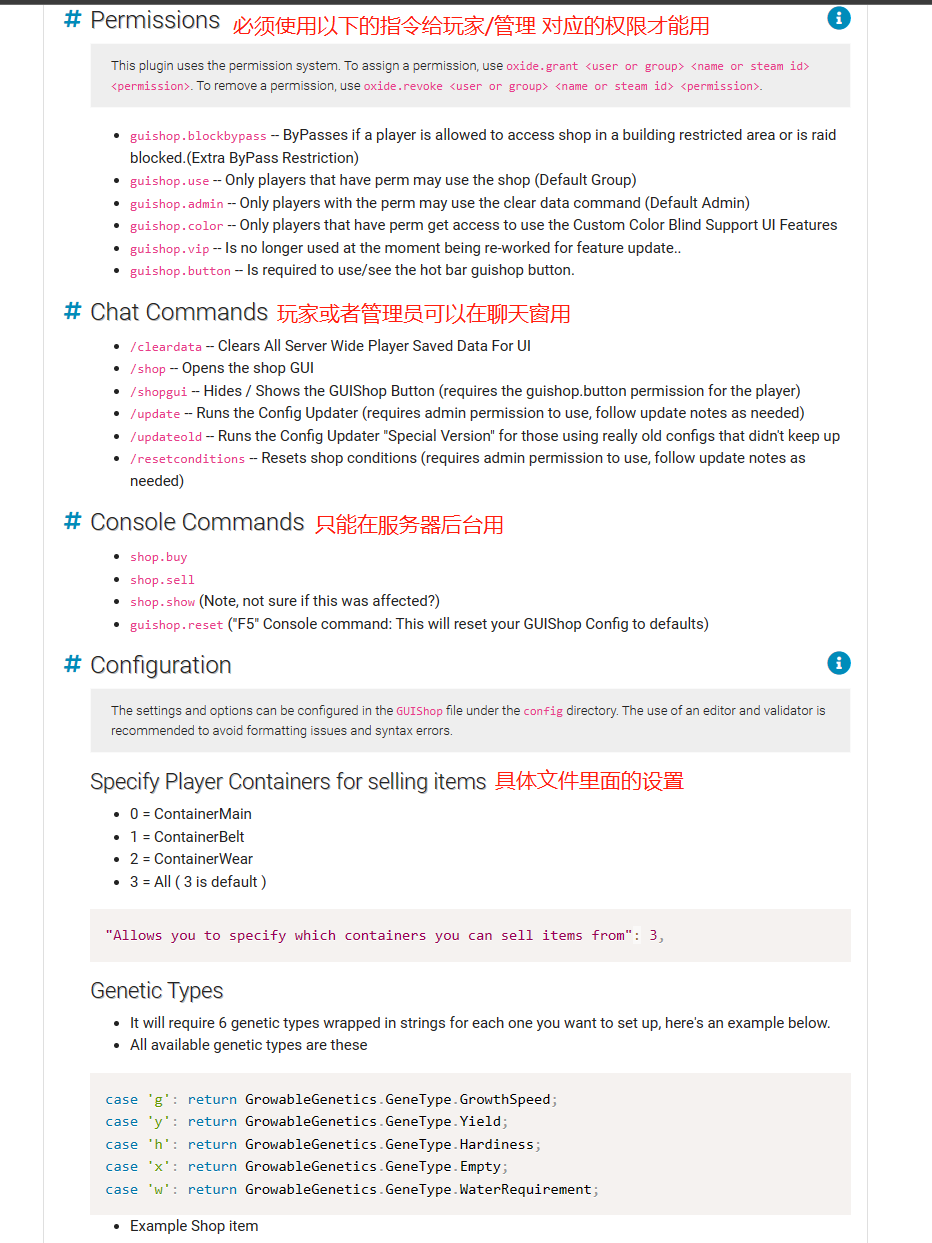 # Permissions 必须使用以下的指令给玩家/管理 对应的权限才能用
This plugin uses the permission system. To assign a permission, use oxide.grant <user or group> <name or steam id>
<permission>. To remove a permission, use oxide.revoke <user or group> <name or steam id> <permission>.
guishop.blockbypass -- ByPasses if a player is allowed to access shop in a building restricted area or is raid
blocked.(Extra ByPass Restriction)
guishop.use -- Only players that have perm may use the shop (Default Group)
guishop.admin -- Only players with the perm may use the clear data command (Default Admin)
guishop.color -- Only players that have perm get access to use the Custom Color Blind Support UI Features
guishop.vip -- Is no longer used at the moment being re-worked for feature update..
guishop.button -- Is required to use/see the hot bar guishop button.
# Chat Commands 玩家或者管理员可以在聊天窗用
/cleardata -- Clears All Server Wide Player Saved Data For UI
/shop -- Opens the shop GUI
/shopgui -- Hides / Shows the GUIShop Button (requires the guishop.button permission for the player)
/update -- Runs the Config Updater (requires admin permission to use, follow update notes as needed)
/updateold -- Runs the Config Updater "Special Version" for those using really old configs that didn't keep up
/resetconditions -- Resets shop conditions (requires admin permission to use, follow update notes as
needed)
# Console Commands 只能在服务器后台用
shop.buy
shop.sell
shop.show (Note, not sure if this was affected?)
guishop.reset ("F5" Console command: This will reset your GUIShop Config to defaults)
# Configuration
The settings and options can be configured in the GUIShop file under the config directory. The use of an editor and validator is
recommended to avoid formatting issues and syntax errors.
Specify Player Containers for selling items 具体文件里面的设置
0 = ContainerMain
1 = ContainerBelt
2 = ContainerWear
3 = All ( 3 is default )
"Allows you to specify which containers you can sell items from": 3,
Genetic Types
It will require 6 genetic types wrapped in strings for each one you want to set up, here's an example below.
All available genetic types are these
case 'g': return GrowableGenetics.GeneType.GrowthSpeed;
case 'y': return GrowableGenetics.GeneType.Yield;
case 'h': return GrowableGenetics.GeneType.Hardiness;
case 'x': return GrowableGenetics.GeneType.Empty;
case 'w': return GrowableGenetics.GeneType.WaterRequirement;
Example Shop item